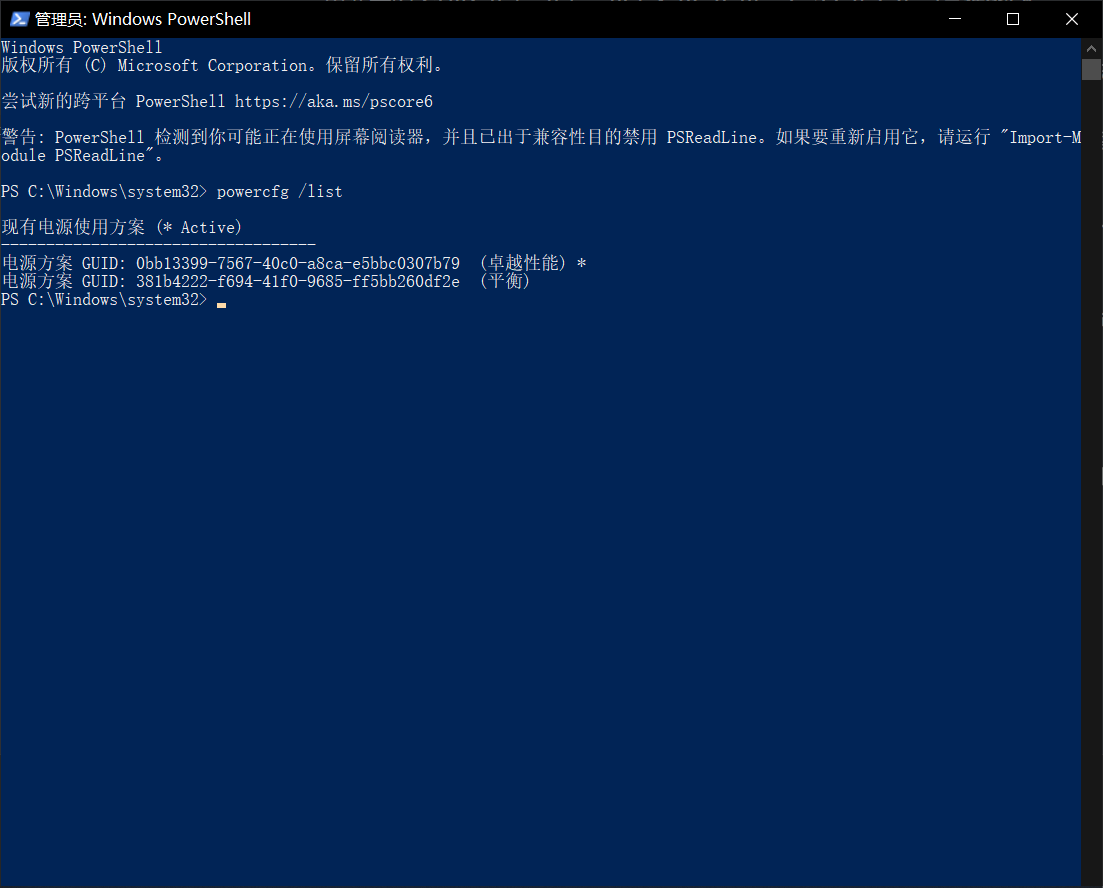 管理员: Windows PowerShell
Windows PowerShell
版权所有 (C) Microsoft Corporation。保留所有权利。
尝试新的跨平台 PowerShell https://aka.ms/pscore6
警告: PowerShell 检测到你可能正在使用屏幕阅读器，并且已出于兼容性目的禁用 PSReadLine。如果要重新启用它，请运行 "Import-M
odule PSReadLine"。
PS C:\Windows\system32> powercfg /list
现有电源使用方案 (* Active)
-----------------------------------
电源方案 GUID: 0bb13399-7567-40c0-a8ca-e5bbc0307b79  (卓越性能) *
电源方案 GUID: 381b4222-f694-41f0-9685-ff5bb260df2e  (平衡)
PS C:\Windows\system32>